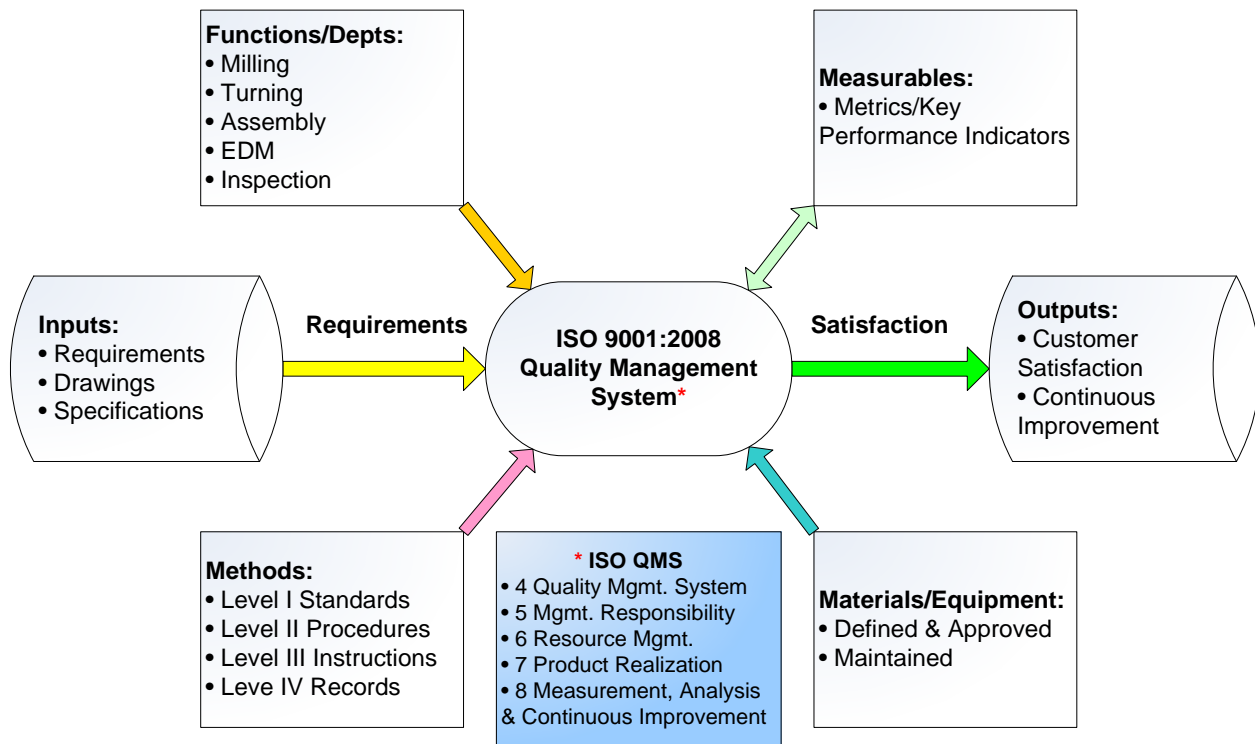 Functions/Depts:
• Milling
• Turning
• Assembly
• EDM
• Inspection
Measurables:
• Metrics/Key
Performance Indicators
Inputs:
• Requirements
• Drawings
• Specifications
Requirements
ISO 9001:2008
Quality Management
System*
Satisfaction
Outputs:
• Customer
Satisfaction
• Continuous
Improvement
Methods:
• Level I Standards
• Level II Procedures
• Level III Instructions
• Leve IV Records
* ISO QMS
• 4 Quality Mgmt. System
• 5 Mgmt. Responsibility
• 6 Resource Mgmt.
• 7 Product Realization
• 8 Measurement, Analysis
& Continuous Improvement
Materials/Equipment:
• Defined & Approved
• Maintained